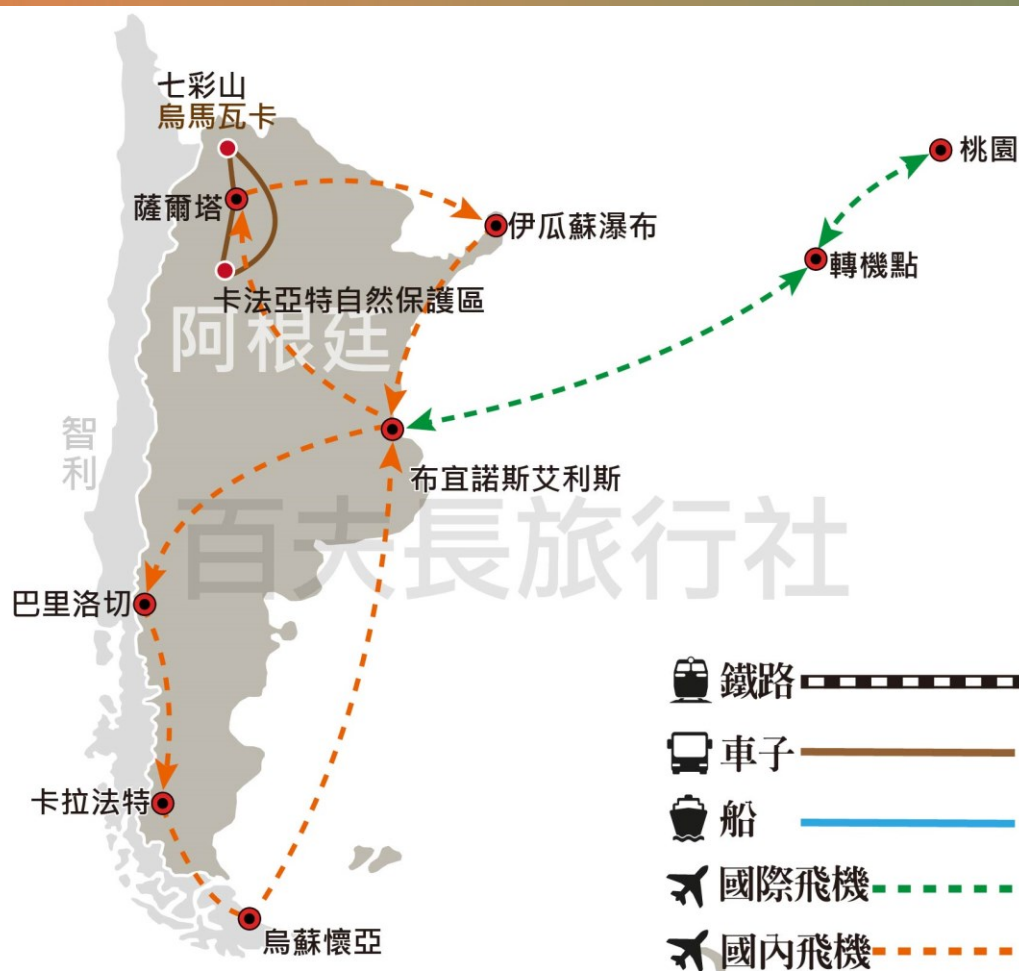 七彩山
烏馬瓦卡
桃園
薩爾塔
伊瓜蘇瀑布
轉機點
卡法亞特自然保護區
阿根廷
智利
布宜諾斯艾利斯
百夫長旅行社
巴里洛切
鐵路
車子
卡拉法特
船
國際飛機
烏蘇懷亞
國內飛機